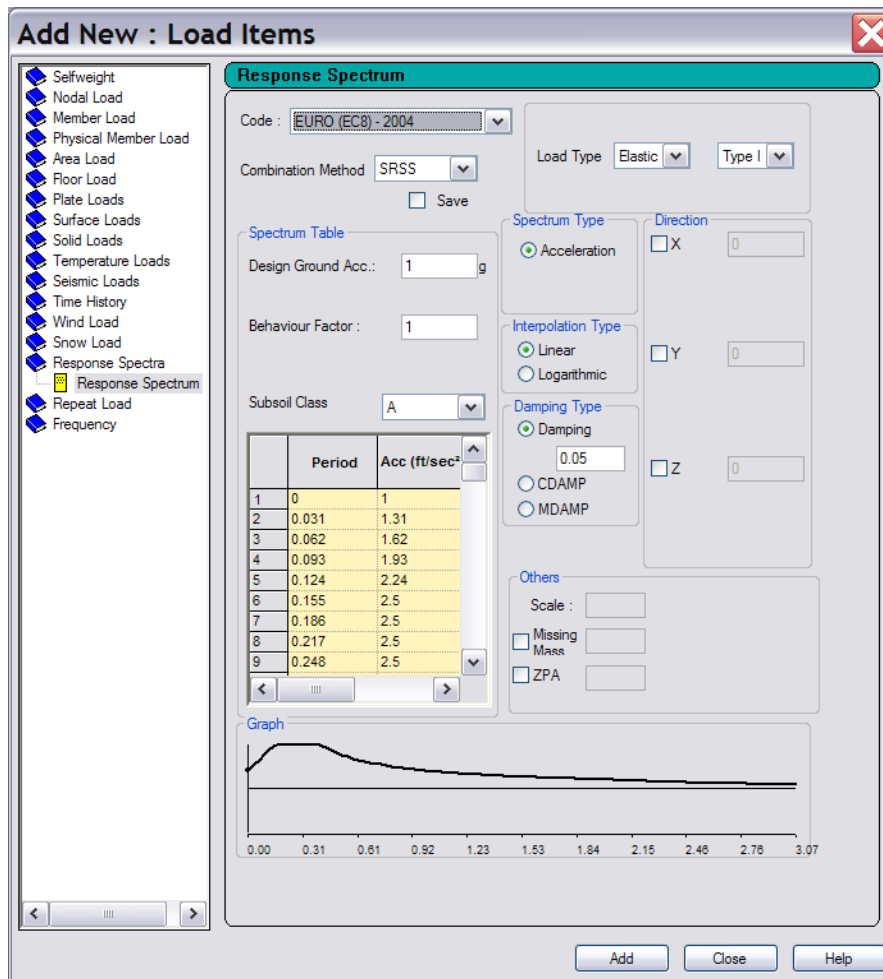 Add New : Load Items
Selfweight
Nodal Load
Member Load
Physical Member Load
Area Load
Floor Load
Plate Loads
Surface Loads
Solid Loads
Temperature Loads
Seismic Loads
Time History
Wind Load
Snow Load
Response Spectra
Response Spectrum
Repeat Load
Frequency
Response Spectrum
Code : EURO (EC8) - 2004
Combination Method SRSS
Save
Load Type Elastic Type I
Spectrum Table
Design Ground Acc.: 1 g
Behaviour Factor : 1
Subsoil Class A
Period Acc (ft/sec²
1 0 1
2 0.031 1.31
3 0.062 1.62
4 0.093 1.93
5 0.124 2.24
6 0.155 2.5
7 0.186 2.5
8 0.217 2.5
9 0.248 2.5
Spectrum Type
Acceleration
Interpolation Type
Linear
Logarithmic
Damping Type
Damping
0.05
CDAMP
MDAMP
Direction
X 0
Y 0
Z 0
Others
Scale :
Missing
Mass
ZPA
Graph
0.00 0.31 0.61 0.92 1.23 1.53 1.84 2.15 2.46 2.76 3.07
Add Close Help